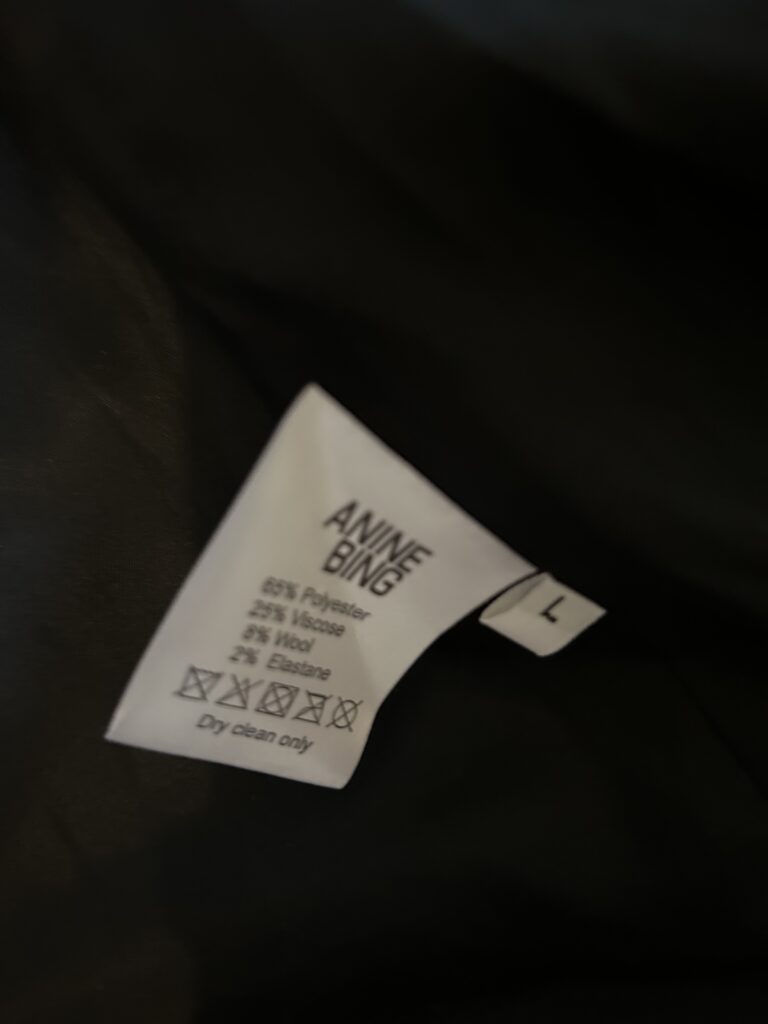 ANINE
BING
65% Polyester
25% Viscose
8% Wool
2% Elastane
Dry clean only
L